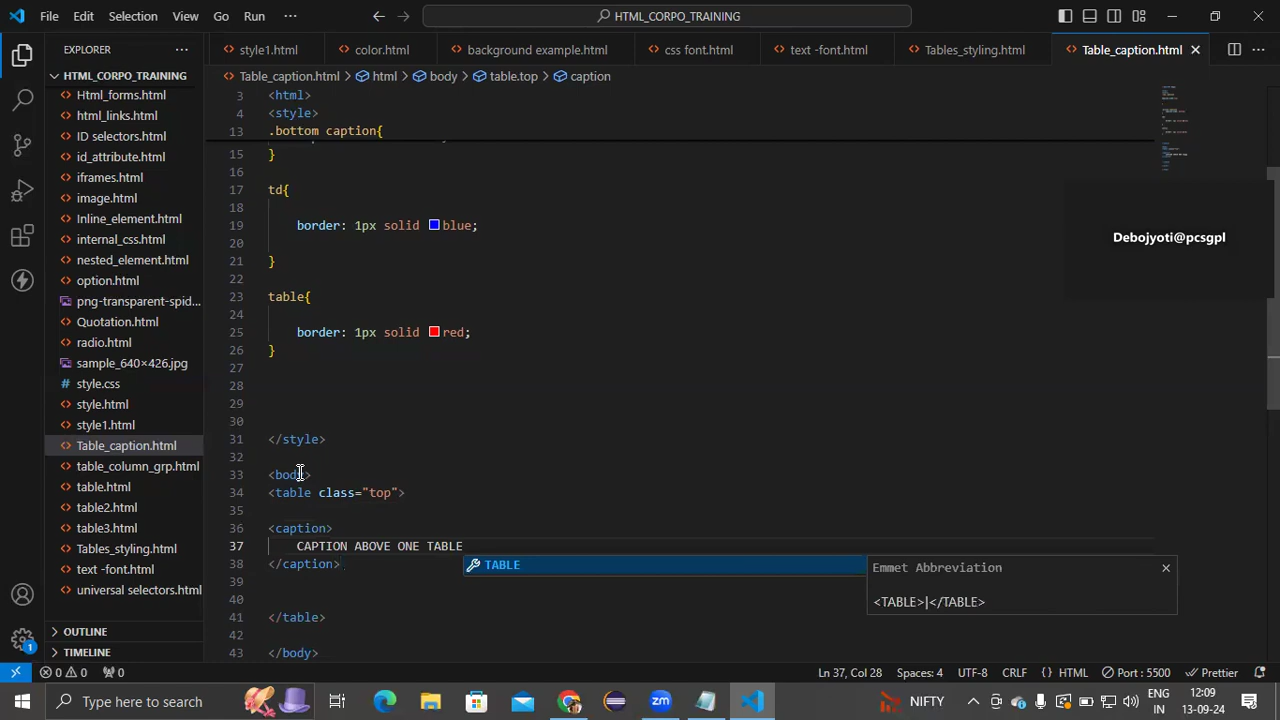 File Edit Selection View Go Run ··· HTML_CORPO_TRAINING
EXPLORER ···
style1.html color.html background example.html css font.html text -font.html Tables_styling.html Table_caption.html
HTML_CORPO_TRAINING
Table_caption.html > html > body > table.top > caption
Html_forms.html
html_links.html
ID selectors.html
id_attribute.html
iframes.html
image.html
Inline_element.html
internal_css.html
nested_element.html
option.html
png-transparent-spid...
Quotation.html
radio.html
sample_640×426.jpg
style.css
style.html
style1.html
Table_caption.html
table_column_grp.html
table.html
table2.html
table3.html
Tables_styling.html
text -font.html
universal selectors.html
OUTLINE
TIMELINE
3 <html>
4 <style>
13 .bottom caption{
15 }
16
17 td{
18
19 border: 1px solid blue;
20
21 }
22
23 table{
24
25 border: 1px solid red;
26 }
27
28
29
30
31 </style>
32
33 <body>
34 <table class="top">
35
36 <caption>
37 CAPTION ABOVE ONE TABLE
38 </caption>
39
40
41 </table>
42
43 </body>
TABLE
Emmet Abbreviation
<TABLE>|</TABLE>
Debojyoti@pcsgpl
1
0 0 0 Ln 37, Col 28 Spaces: 4 UTF-8 CRLF {} HTML Port : 5500 Prettier
Type here to search
zm
NIFTY
ENG
IN
12:09
13-09-24